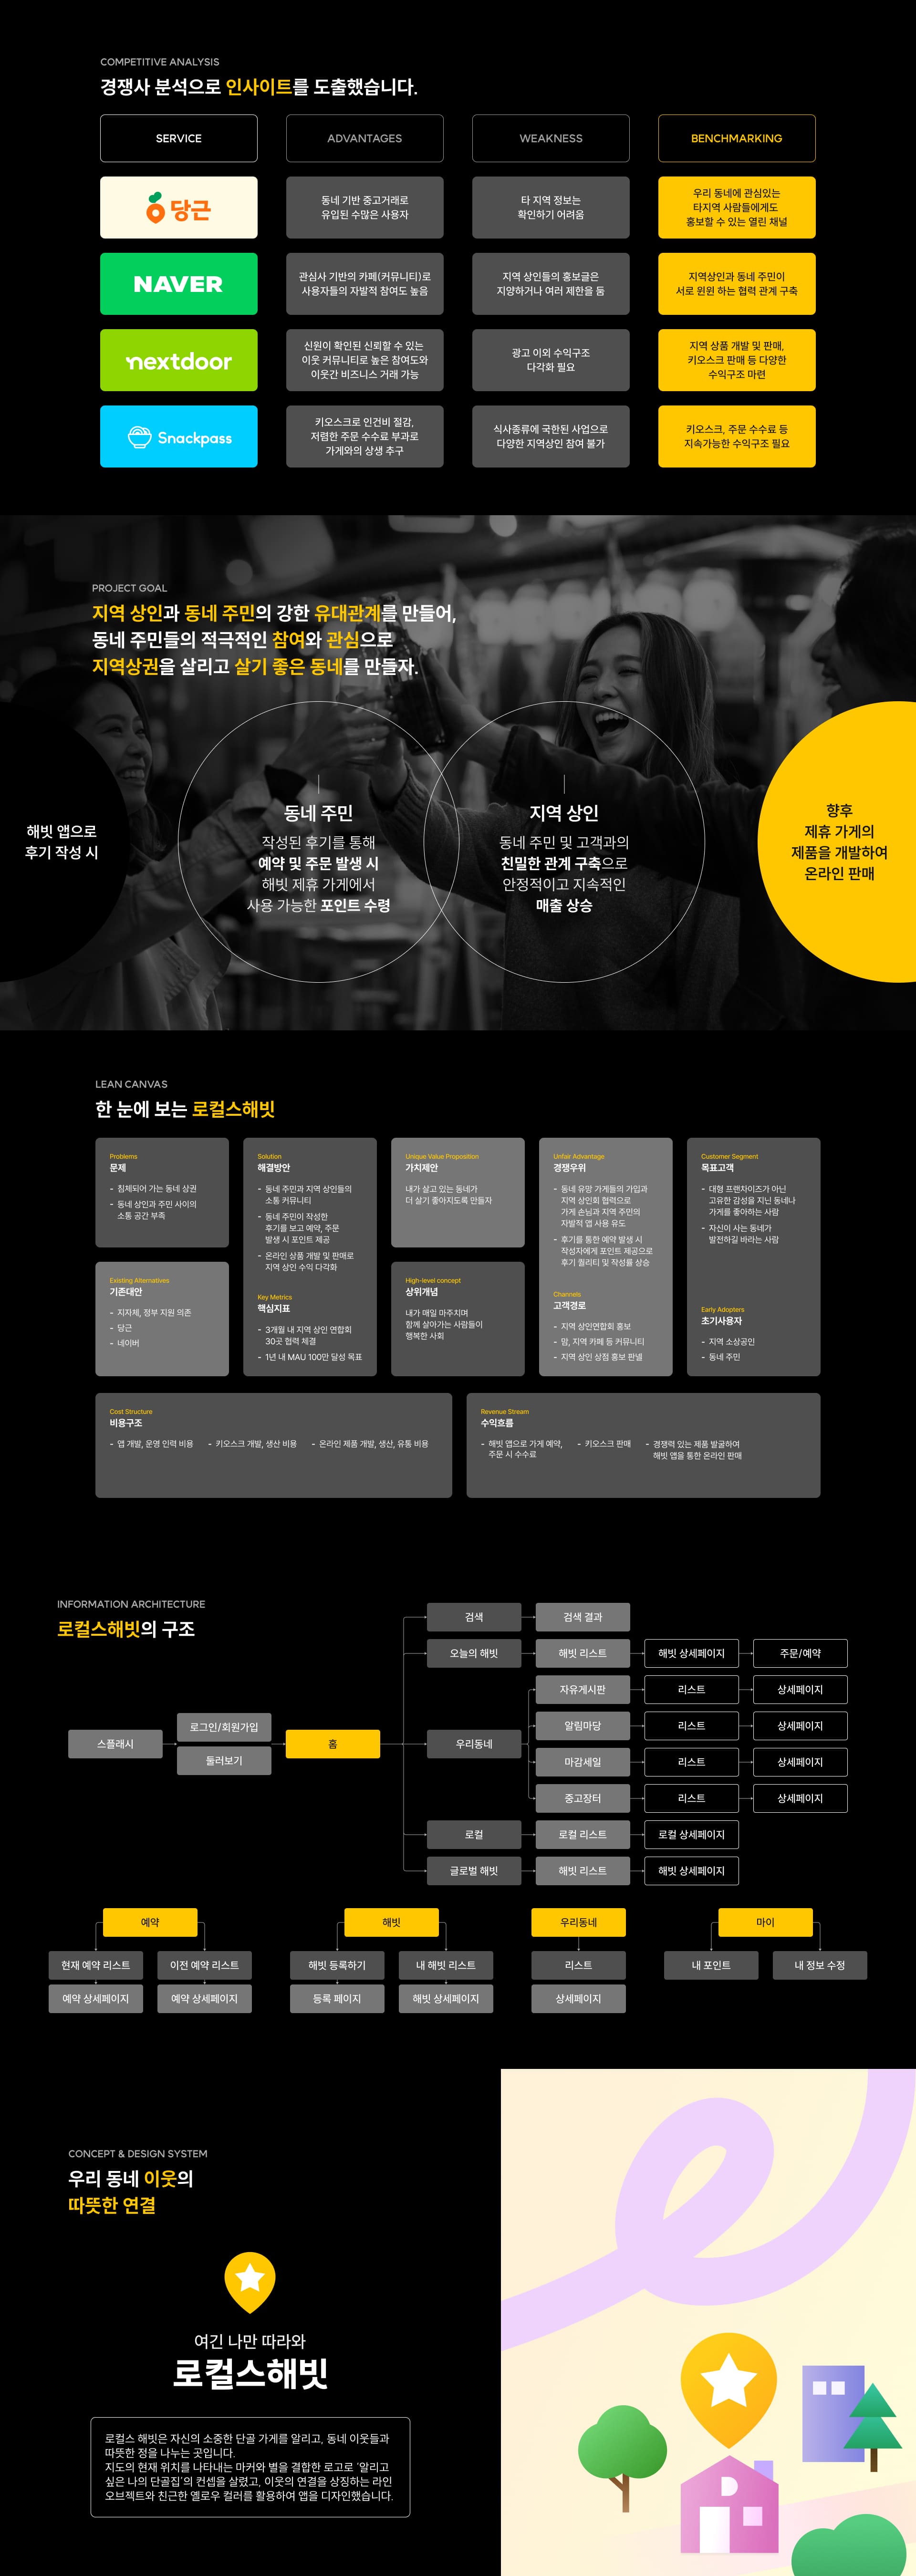 COMPETITIVE ANALYSIS
경쟁사 분석으로 인사이트를 도출했습니다.
SERVICE
ADVANTAGES
WEAKNESS
BENCHMARKING
당근
동네 기반 중고거래로
유입된 수많은 사용자
타 지역 정보는
확인하기 어려움
우리 동네에 관심있는
타지역 사람들에게도
홍보할 수 있는 열린 채널
NAVER
관심사 기반의 카페(커뮤니티)로
사용자들의 자발적 참여도 높음
지역 상인들의 홍보글은
지양하거나 여러 제한을 둠
지역상인과 동네 주민이
서로 윈윈 하는 협력 관계 구축
nextdoor
신원이 확인된 신뢰할 수 있는
이웃 커뮤니티로 높은 참여도와
이웃간 비즈니스 거래 가능
광고 이외 수익구조
다각화 필요
지역 상품 개발 및 판매,
키오스크 판매 등 다양한
수익구조 마련
Snackpass
키오스크로 인건비 절감,
저렴한 주문 수수료 부과로
가게와의 상생 추구
식사종류에 국한된 사업으로
다양한 지역상인 참여 불가
키오스크, 주문 수수료 등
지속가능한 수익구조 필요
PROJECT GOAL
지역 상인과 동네 주민의 강한 유대관계를 만들어,
동네 주민들의 적극적인 참여와 관심으로
지역상권을 살리고 살기 좋은 동네를 만들자.
해빗 앱으로
후기 작성 시
동네 주민
작성된 후기를 통해
예약 및 주문 발생 시
해빗 제휴 가게에서
사용 가능한 포인트 수령
지역 상인
동네 주민 및 고객과의
친밀한 관계 구축으로
안정적이고 지속적인
매출 상승
향후
제휴 가게의
제품을 개발하여
온라인 판매
LEAN CANVAS
한 눈에 보는 로컬스해빗
Problems
문제
- 침체되어 가는 동네 상권
- 동네 상인과 주민 사이의
소통 공간 부족
Existing Alternatives
기존대안
- 지자체, 정부 지원 의존
- 당근
- 네이버
Solution
해결방안
- 동네 주민과 지역 상인들의
소통 커뮤니티
- 동네 주민이 작성한
후기를 보고 예약, 주문
발생 시 포인트 제공
- 온라인 상품 개발 및 판매로
지역 상인 수익 다각화
Key Metrics
핵심지표
- 3개월 내 지역 상인 연합회
30곳 협력 체결
- 1년 내 MAU 100만 달성 목표
Unique Value Proposition
가치제안
내가 살고 있는 동네가
더 살기 좋아지도록 만들자
High-level concept
상위개념
내가 매일 마주치며
함께 살아가는 사람들이
행복한 사회
Unfair Advantage
경쟁우위
- 동네 유망 가게들의 가입과
지역 상인회 협력으로
가게 손님과 지역 주민의
자발적 앱 사용 유도
- 후기를 통한 예약 발생 시
작성자에게 포인트 제공으로
후기 퀄리티 및 작성률 상승
Channels
고객경로
- 지역 상인연합회 홍보
- 맘, 지역 카페 등 커뮤니티
- 지역 상인 상점 홍보 판넬
Customer Segment
목표고객
- 대형 프랜차이즈가 아닌
고유한 감성을 지닌 동네나
가게를 좋아하는 사람
- 자신이 사는 동네가
발전하길 바라는 사람
Early Adopters
초기사용자
- 지역 소상공인
- 동네 주민
Cost Structure
비용구조
- 앱 개발, 운영 인력 비용
- 키오스크 개발, 생산 비용
- 온라인 제품 개발, 생산, 유통 비용
Revenue Stream
수익흐름
- 해빗 앱으로 가게 예약,
주문 시 수수료
- 키오스크 판매
- 경쟁력 있는 제품 발굴하여
해빗 앱을 통한 온라인 판매
INFORMATION ARCHITECTURE
로컬스해빗의 구조
스플래시
로그인/회원가입
둘러보기
홈
검색
검색 결과
오늘의 해빗
해빗 리스트
해빗 상세페이지
주문/예약
우리동네
자유게시판
리스트
상세페이지
알림마당
리스트
상세페이지
마감세일
리스트
상세페이지
중고장터
리스트
상세페이지
로컬
로컬 리스트
로컬 상세페이지
글로벌 해빗
해빗 리스트
해빗 상세페이지
예약
현재 예약 리스트
이전 예약 리스트
예약 상세페이지
예약 상세페이지
해빗
해빗 등록하기
내 해빗 리스트
등록 페이지
해빗 상세페이지
우리동네
리스트
상세페이지
마이
내 포인트
내 정보 수정
CONCEPT & DESIGN SYSTEM
우리 동네 이웃의
따뜻한 연결
여긴 나만 따라와
로컬스해빗
로컬스 해빗은 자신의 소중한 단골 가게를 알리고, 동네 이웃들과
따뜻한 정을 나누는 곳입니다.
지도의 현재 위치를 나타내는 마커와 별을 결합한 로고로 '알리고
싶은 나의 단골집'의 컨셉을 살렸고, 이웃의 연결을 상징하는 라인
오브젝트와 친근한 옐로우 컬러를 활용하여 앱을 디자인했습니다.